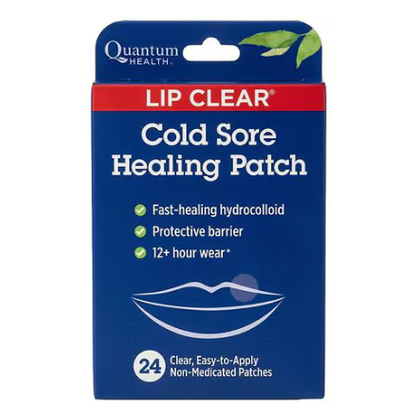 Quantum
HEALTH®
LIP CLEAR®
Cold Sore
Healing Patch
Fast-healing hydrocolloid
Protective barrier
12+ hour wear*
24
Clear, Easy-to-Apply
Non-Medicated Patches